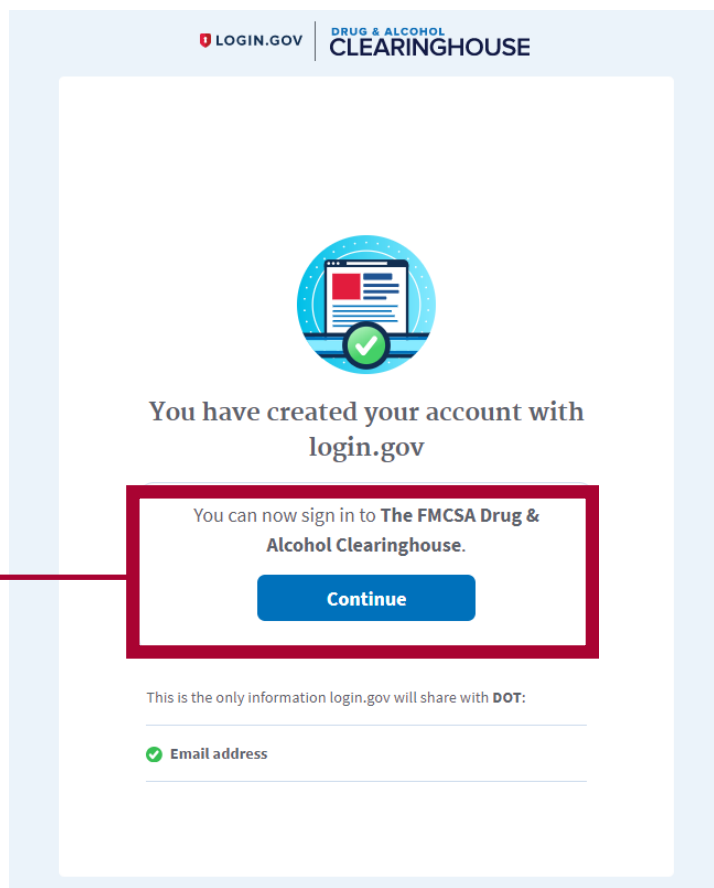 LOGIN.GOV
DRUG & ALCOHOL
CLEARINGHOUSE
You have created your account with
login.gov
You can now sign in to The FMCSA Drug &
Alcohol Clearinghouse.
Continue
This is the only information login.gov will share with DOT:
Email address